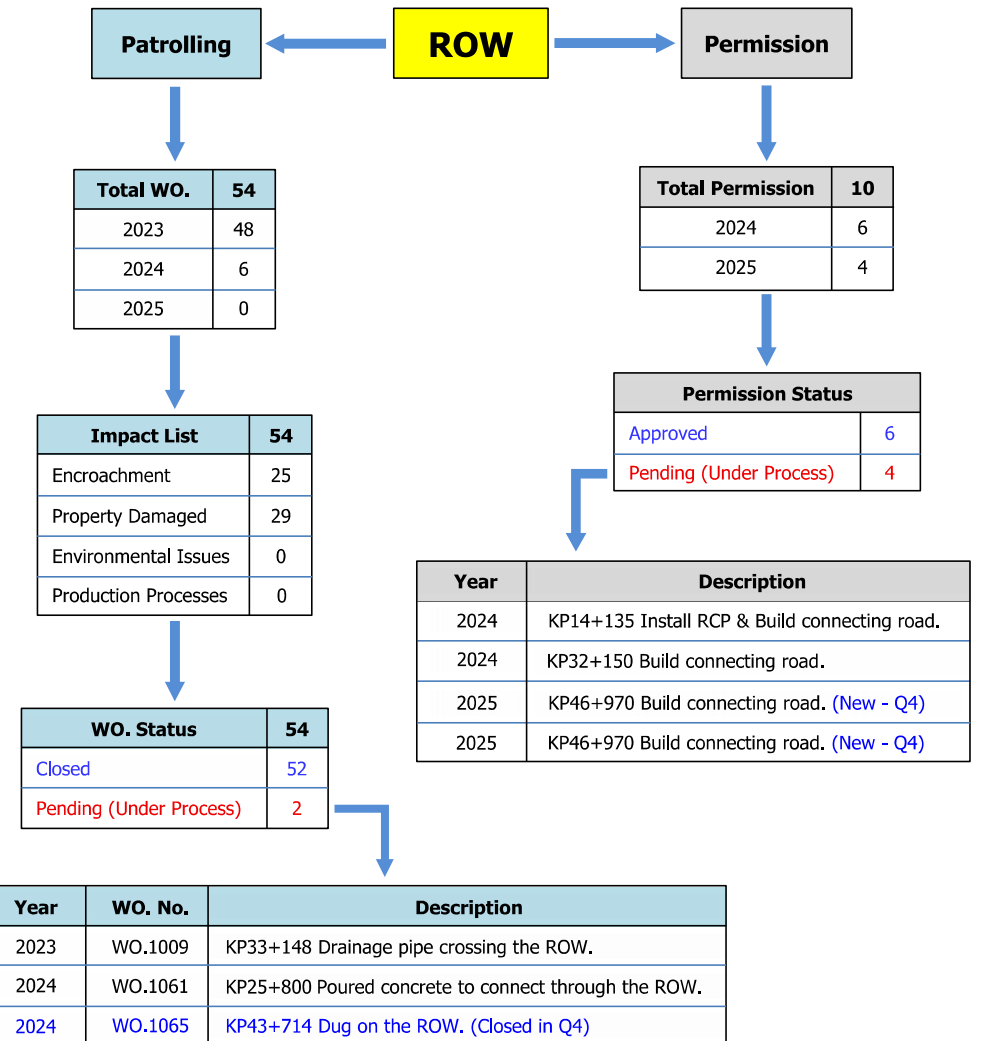 Patrolling
ROW
Permission
Total WO. 54
2023 48
2024 6
2025 0
Impact List 54
Encroachment 25
Property Damaged 29
Environmental Issues 0
Production Processes 0
WO. Status 54
Closed 52
Pending (Under Process) 2
Year WO. No. Description
2023 WO.1009 KP33+148 Drainage pipe crossing the ROW.
2024 WO.1061 KP25+800 Poured concrete to connect through the ROW.
2024 WO.1065 KP43+714 Dug on the ROW. (Closed in Q4)
Total Permission 10
2024 6
2025 4
Permission Status
Approved 6
Pending (Under Process) 4
Year Description
2024 KP14+135 Install RCP & Build connecting road.
2024 KP32+150 Build connecting road.
2025 KP46+970 Build connecting road. (New - Q4)
2025 KP46+970 Build connecting road. (New - Q4)